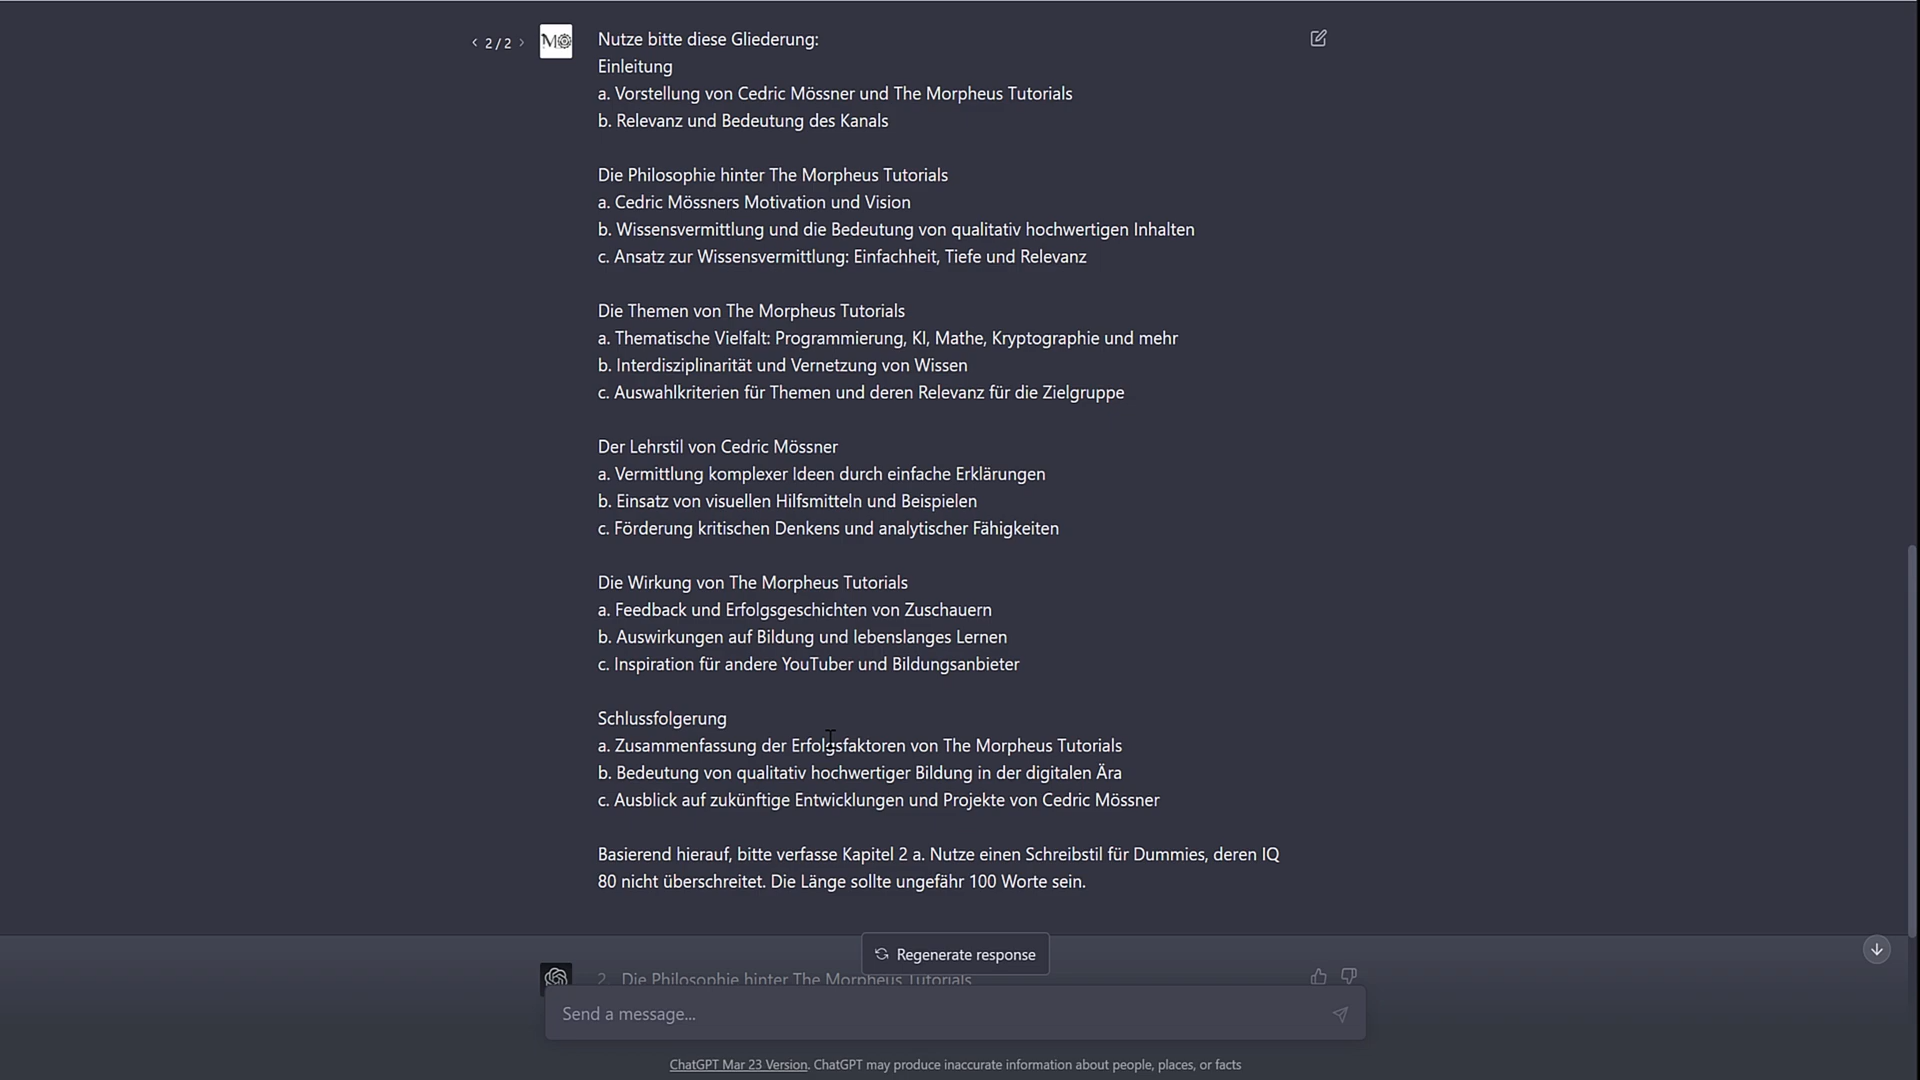 2 / 2
Nutze bitte diese Gliederung:
Einleitung
a. Vorstellung von Cedric Mössner und The Morpheus Tutorials
b. Relevanz und Bedeutung des Kanals
Die Philosophie hinter The Morpheus Tutorials
a. Cedric Mössners Motivation und Vision
b. Wissensvermittlung und die Bedeutung von qualitativ hochwertigen Inhalten
c. Ansatz zur Wissensvermittlung: Einfachheit, Tiefe und Relevanz
Die Themen von The Morpheus Tutorials
a. Thematische Vielfalt: Programmierung, KI, Mathe, Kryptographie und mehr
b. Interdisziplinarität und Vernetzung von Wissen
c. Auswahlkriterien für Themen und deren Relevanz für die Zielgruppe
Der Lehrstil von Cedric Mössner
a. Vermittlung komplexer Ideen durch einfache Erklärungen
b. Einsatz von visuellen Hilfsmitteln und Beispielen
c. Förderung kritischen Denkens und analytischer Fähigkeiten
Die Wirkung von The Morpheus Tutorials
a. Feedback und Erfolgsgeschichten von Zuschauern
b. Auswirkungen auf Bildung und lebenslanges Lernen
c. Inspiration für andere YouTuber und Bildungsanbieter
Schlussfolgerung
a. Zusammenfassung der Erfolgsfaktoren von The Morpheus Tutorials
b. Bedeutung von qualitativ hochwertiger Bildung in der digitalen Ära
c. Ausblick auf zukünftige Entwicklungen und Projekte von Cedric Mössner
Basierend hierauf, bitte verfasse Kapitel 2 a. Nutze einen Schreibstil für Dummies, deren IQ
80 nicht überschreitet. Die Länge sollte ungefähr 100 Worte sein.
Regenerate response
2. Die Philosophie hinter The Morpheus Tutorials
Send a message...
ChatGPT Mar 23 Version. ChatGPT may produce inaccurate information about people, places, or facts